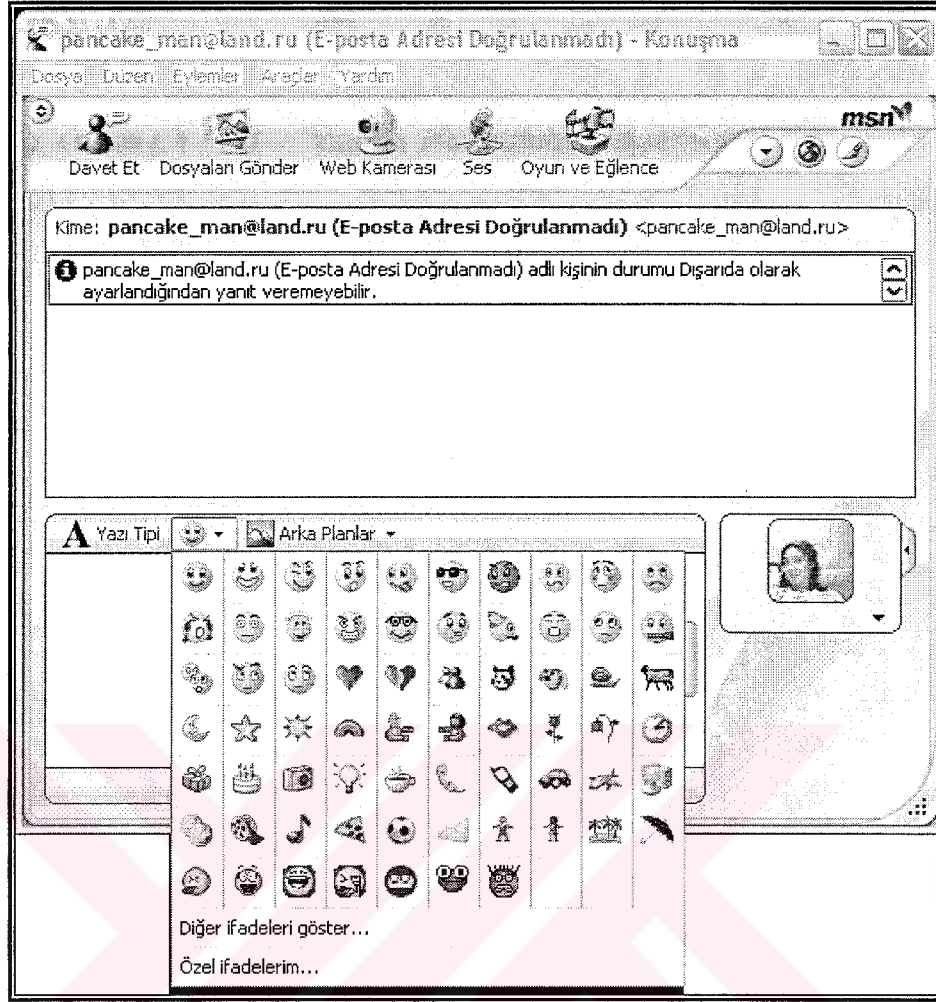 pancake_man@land.ru (E-posta Adresi Doğrulanmadı) - Konuşma
Dosya Düzen Eylemler Araçlar Yardım
msn
Davet Et Dosyaları Gönder Web Kamerası Ses Oyun ve Eğlence
Kime: pancake_man@land.ru (E-posta Adresi Doğrulanmadı) <pancake_man@land.ru>
pancake_man@land.ru (E-posta Adresi Doğrulanmadı) adlı kişinin durumu Dışarıda olarak
ayarlandığından yanıt veremeyebilir.
A Yazı Tipi Arka Planlar
Diğer ifadeleri göster...
Özel ifadelerim...